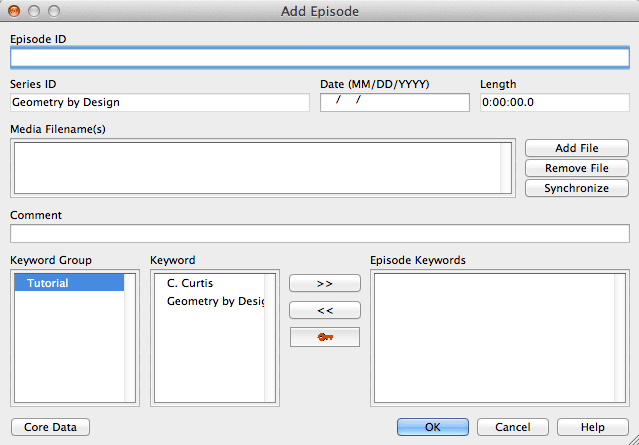 Add Episode
Episode ID
Series ID Date (MM/DD/YYYY) Length
Geometry by Design / / 0:00:00.0
Media Filename(s)
Add File
Remove File
Synchronize
Comment
Keyword Group Keyword Episode Keywords
Tutorial C. Curtis >>
Geometry by Desig
<<
Core Data OK Cancel Help